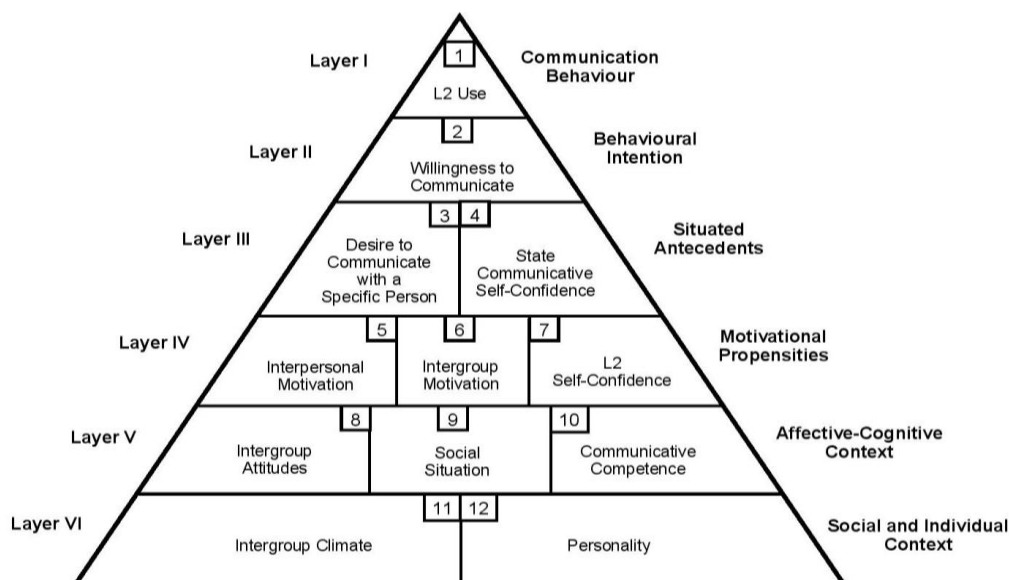 Layer I
1
L2 Use
Communication
Behaviour
Layer II
2
Willingness to
Communicate
Behavioural
Intention
Layer III
3
4
Desire to
Communicate
with a
Specific Person
State
Communicative
Self-Confidence
Situated
Antecedents
Layer IV
5
6
7
Interpersonal
Motivation
Intergroup
Motivation
L2
Self-Confidence
Motivational
Propensities
Layer V
8
9
10
Intergroup
Attitudes
Social
Situation
Communicative
Competence
Affective-Cognitive
Context
Layer VI
11
12
Intergroup Climate
Personality
Social and Individual
Context